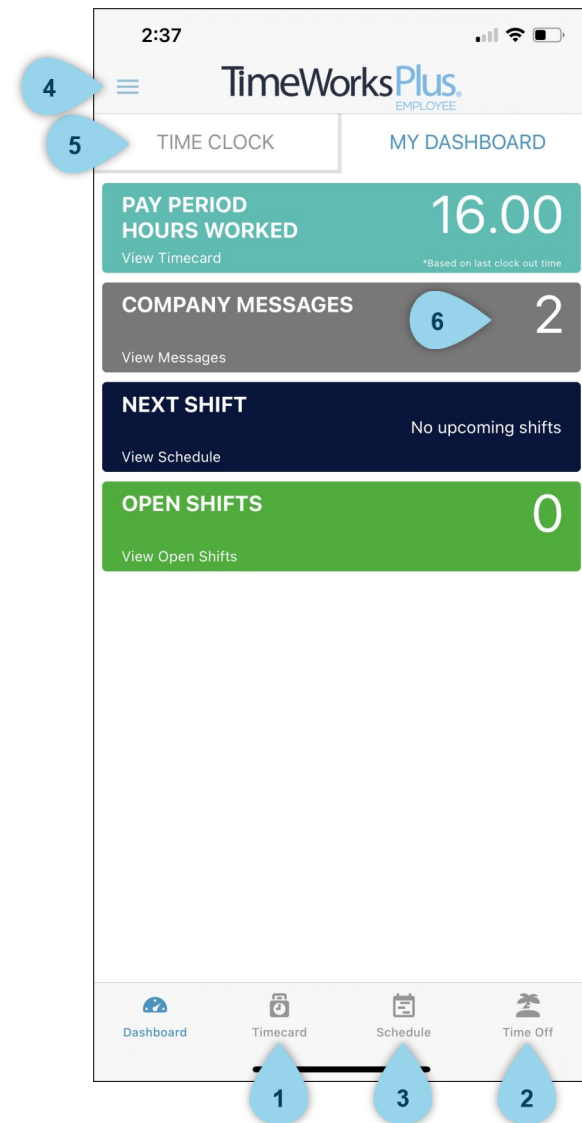 2:37
4
TimeWorksPlus®
EMPLOYEE
5
TIME CLOCK
MY DASHBOARD
PAY PERIOD
HOURS WORKED
16.00
View Timecard
*Based on last clock out time
COMPANY MESSAGES
6
2
View Messages
NEXT SHIFT
No upcoming shifts
View Schedule
OPEN SHIFTS
0
View Open Shifts
Dashboard
Timecard
Schedule
Time Off
1
3
2